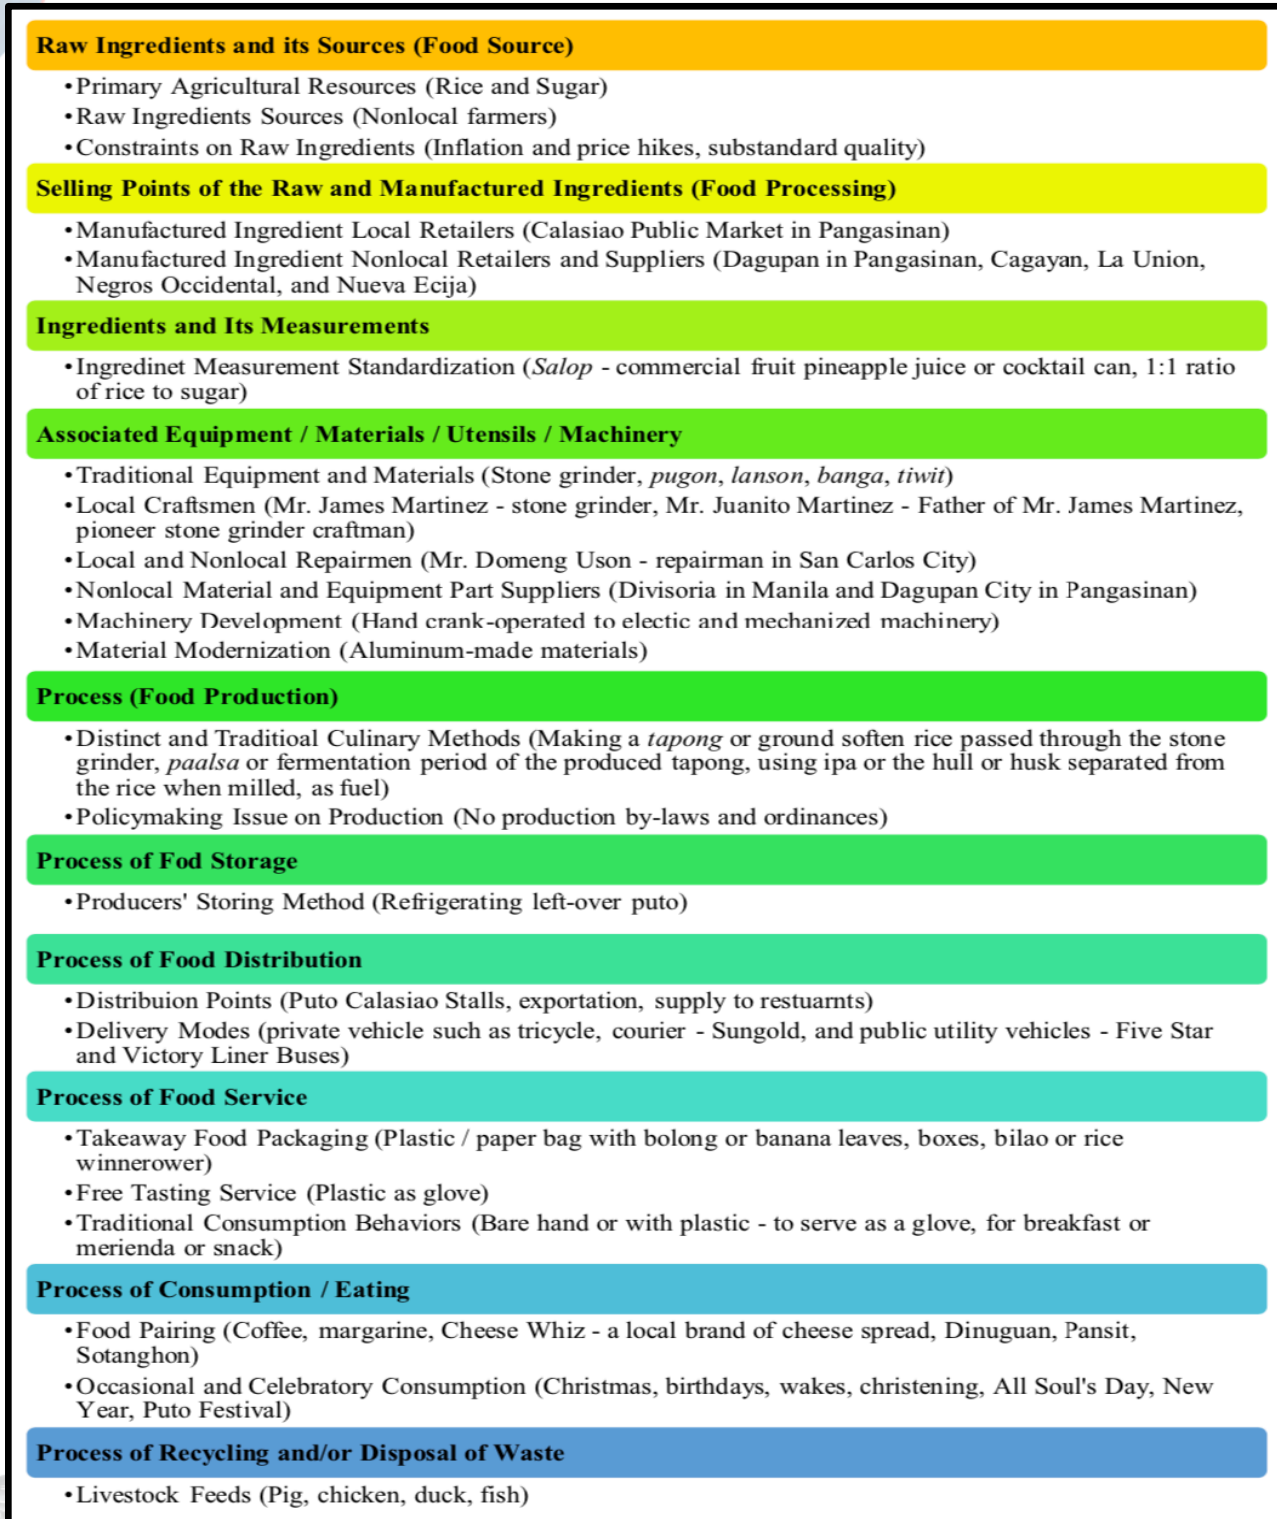 Raw Ingredients and its Sources (Food Source)
•Primary Agricultural Resources (Rice and Sugar)
•Raw Ingredients Sources (Nonlocal farmers)
•Constraints on Raw Ingredients (Inflation and price hikes, substandard quality)
Selling Points of the Raw and Manufactured Ingredients (Food Processing)
•Manufactured Ingredient Local Retailers (Calasiao Public Market in Pangasinan)
•Manufactured Ingredient Nonlocal Retailers and Suppliers (Dagupan in Pangasinan, Cagayan, La Union,
Negros Occidental, and Nueva Ecija)
Ingredients and Its Measurements
•Ingredinet Measurement Standardization (Salop - commercial fruit pineapple juice or cocktail can, 1:1 ratio
of rice to sugar)
Associated Equipment / Materials / Utensils / Machinery
•Traditional Equipment and Materials (Stone grinder, pugon, lanson, banga, tiwit)
•Local Craftsmen (Mr. James Martinez - stone grinder, Mr. Juanito Martinez - Father of Mr. James Martinez,
pioneer stone grinder craftman)
•Local and Nonlocal Repairmen (Mr. Domeng Uson - repairman in San Carlos City)
•Nonlocal Material and Equipment Part Suppliers (Divisoria in Manila and Dagupan City in Pangasinan)
•Machinery Development (Hand crank-operated to electic and mechanized machinery)
•Material Modernization (Aluminum-made materials)
Process (Food Production)
•Distinct and Traditioal Culinary Methods (Making a tapong or ground soften rice passed through the stone
grinder, paalsa or fermentation period of the produced tapong, using ipa or the hull or husk separated from
the rice when milled, as fuel)
•Policymaking Issue on Production (No production by-laws and ordinances)
Process of Fod Storage
•Producers' Storing Method (Refrigerating left-over puto)
Process of Food Distribution
•Distribuion Points (Puto Calasiao Stalls, exportation, supply to restuarnts)
•Delivery Modes (private vehicle such as tricycle, courier - Sungold, and public utility vehicles - Five Star
and Victory Liner Buses)
Process of Food Service
•Takeaway Food Packaging (Plastic / paper bag with bolong or banana leaves, boxes, bilao or rice
winnerower)
•Free Tasting Service (Plastic as glove)
•Traditional Consumption Behaviors (Bare hand or with plastic - to serve as a glove, for breakfast or
merienda or snack)
Process of Consumption / Eating
•Food Pairing (Coffee, margarine, Cheese Whiz - a local brand of cheese spread, Dinuguan, Pansit,
Sotanghon)
•Occasional and Celebratory Consumption (Christmas, birthdays, wakes, christening, All Soul's Day, New
Year, Puto Festival)
Process of Recycling and/or Disposal of Waste
•Livestock Feeds (Pig, chicken, duck, fish)